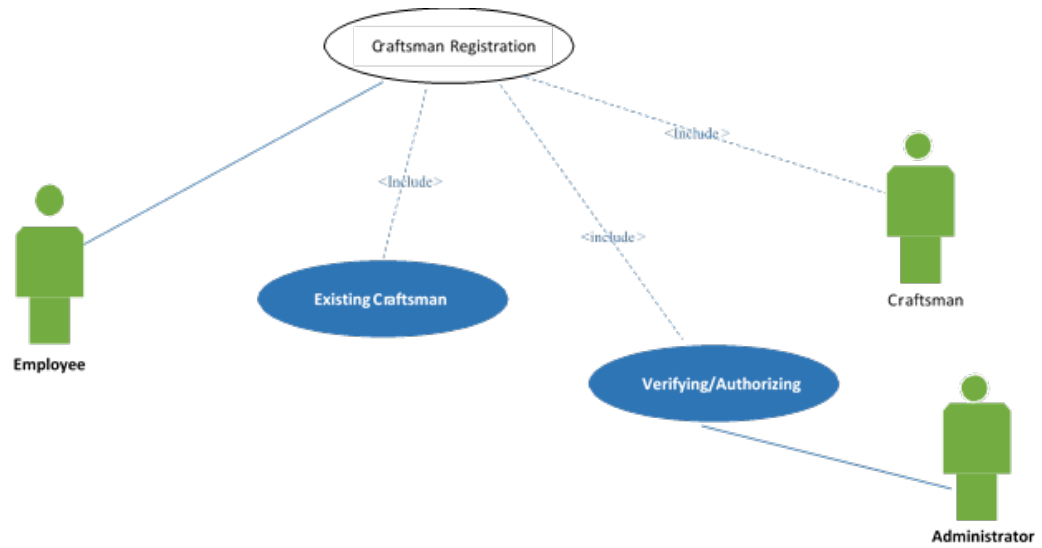 Craftsman Registration
<Include>
<Include>
<include>
Craftsman
Existing Craftsman
Employee
Verifying/Authorizing
Administrator